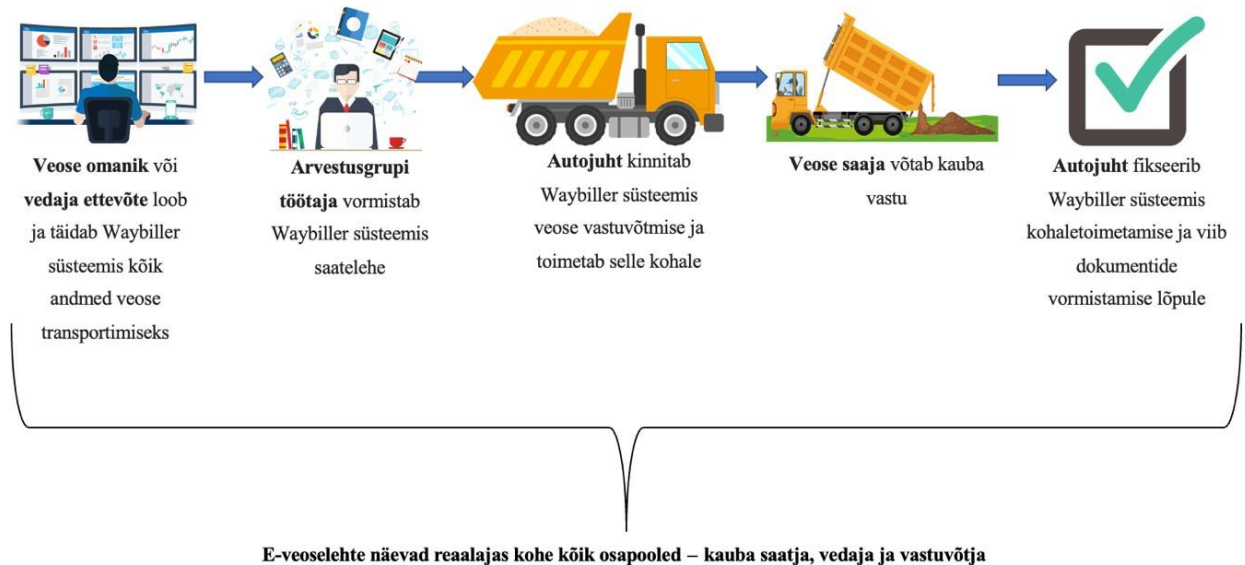 Veose omanik või
vedaja ettevõte loob
ja täidab Waybiller
süsteemis kõik
andmed veose
transportimiseks
Arvestusgrupi
töötaja vormistab
Waybiller süsteemis
saatelehe
Autojuht kinnitab
Waybiller süsteemis
veose vastuvõtmise ja
toimetab selle kohale
Veose saaja võtab kauba
vastu
Autojuht fikseerib
Waybiller süsteemis
kohaletoimetamise ja viib
dokumentide
vormistamise lõpule
E-veoselehte näevad reaalajas kohe kõik osapooled – kauba saatja, vedaja ja vastuvõtja